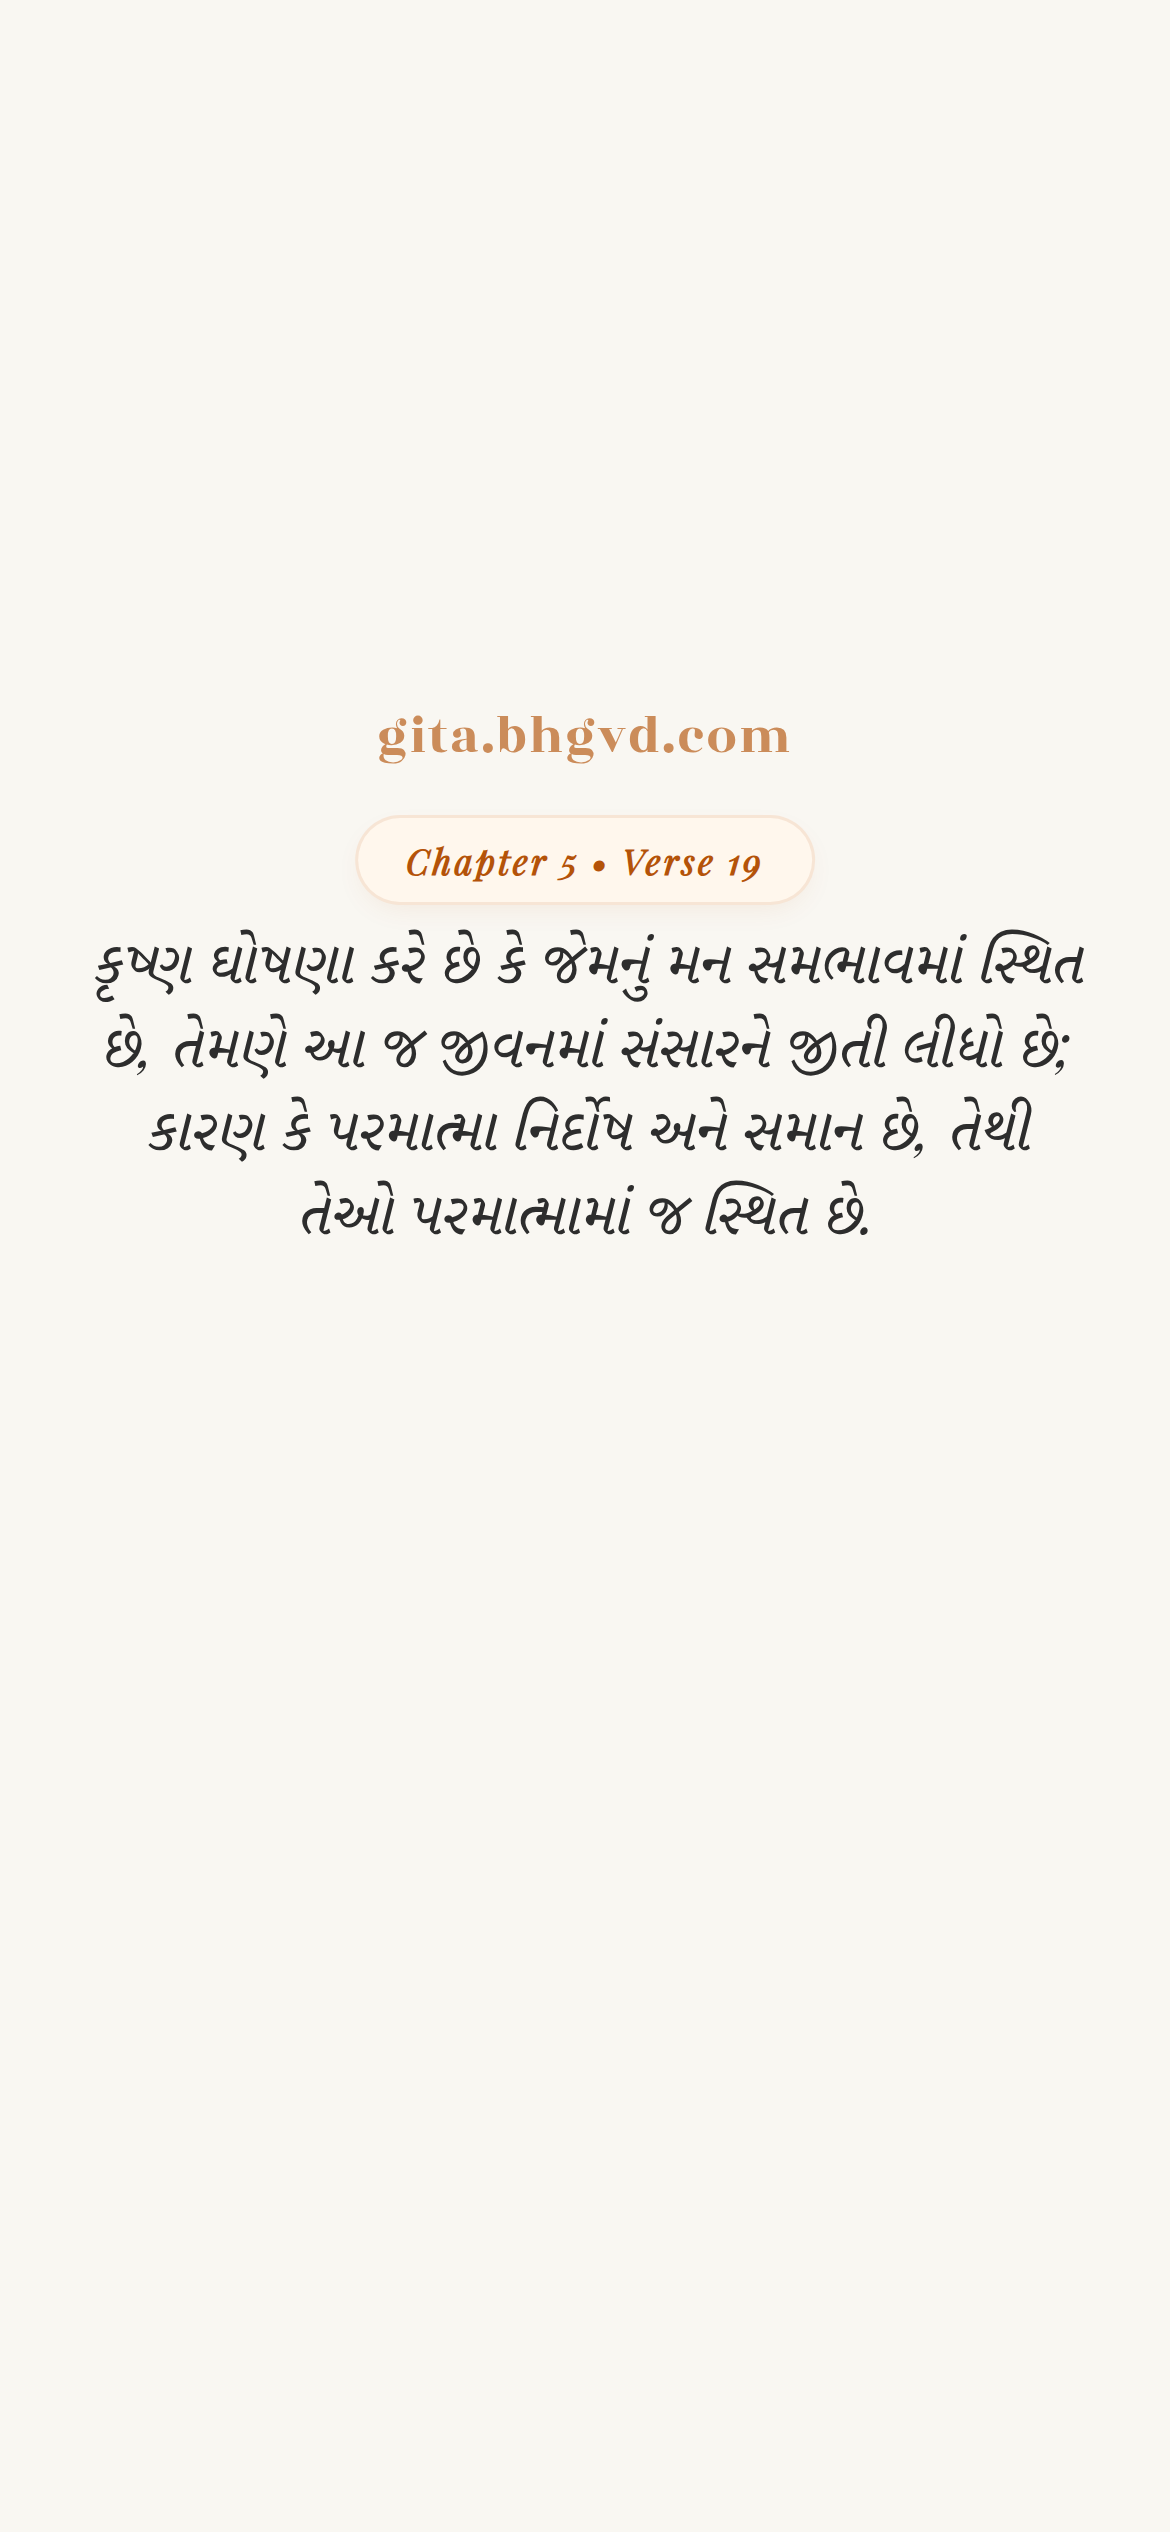 gita.bhgvd.com
Chapter 5 • Verse 19
કૃષ્ણ ઘોષણા કરે છે કે જેમનું મન સમભાવમાં સ્થિત
છે, તેમણે આ જ જીવનમાં સંસારને જીતી લીધો છે;
કારણ કે પરમાત્મા નિર્દોષ અને સમાન છે, તેથી
તેઓ પરમાત્મામાં જ સ્થિત છે.